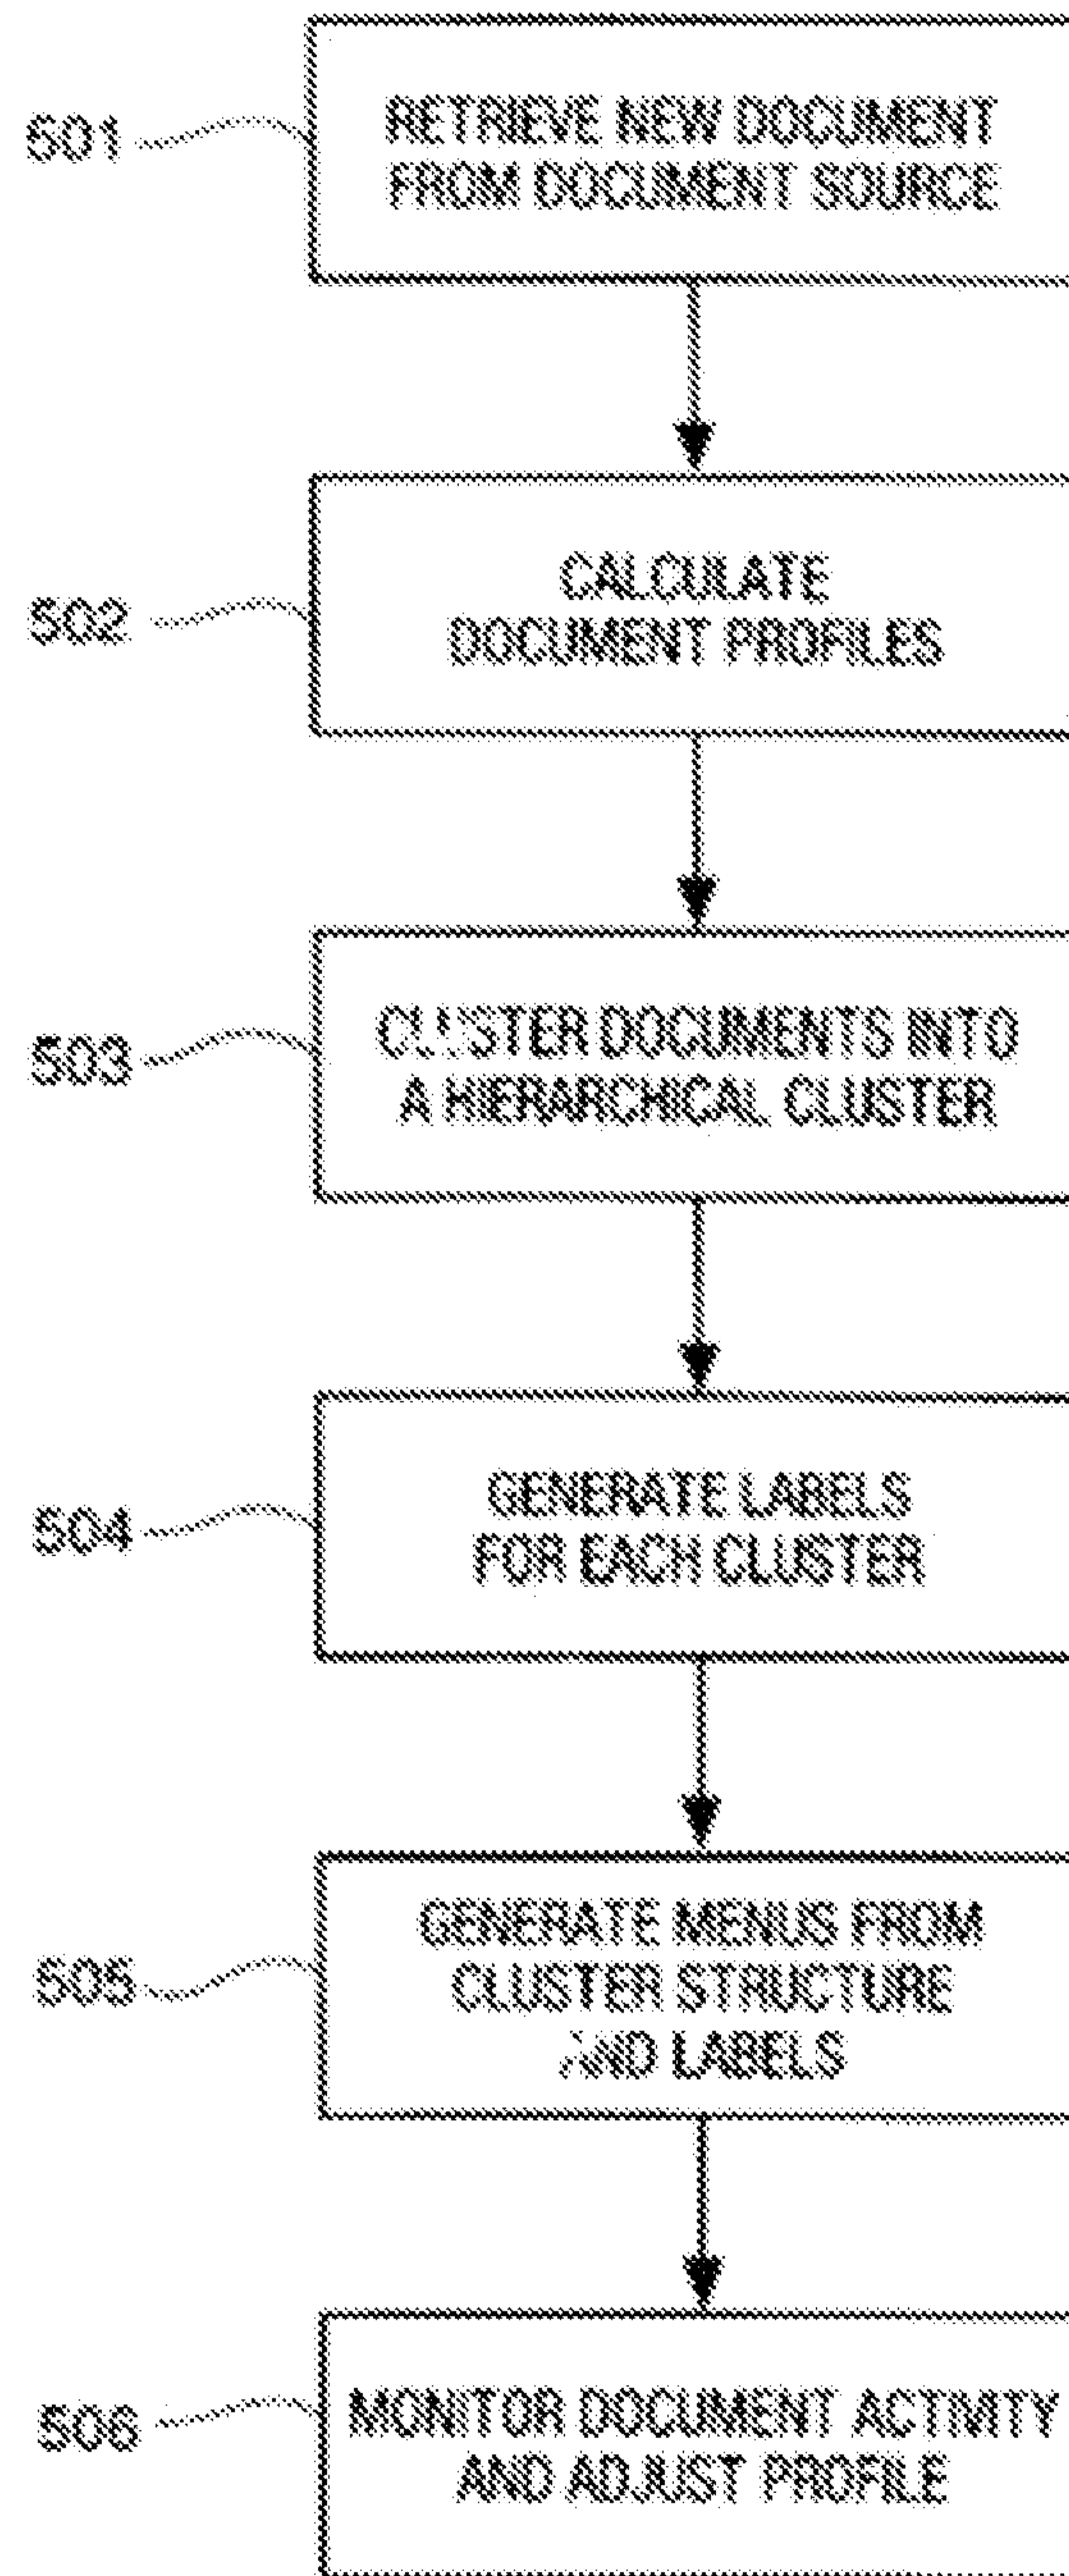 501
RETRIEVE NEW DOCUMENT
FROM DOCUMENT SOURCE
502
CALCULATE
DOCUMENT PROFILES
503
CLUSTER DOCUMENTS INTO
A HIERARCHICAL CLUSTER
504
GENERATE LABELS
FOR EACH CLUSTER
505
GENERATE MENUS FROM
CLUSTER STRUCTURE
AND LABELS
506
MONITOR DOCUMENT ACTIVITY
AND ADJUST PROFILE